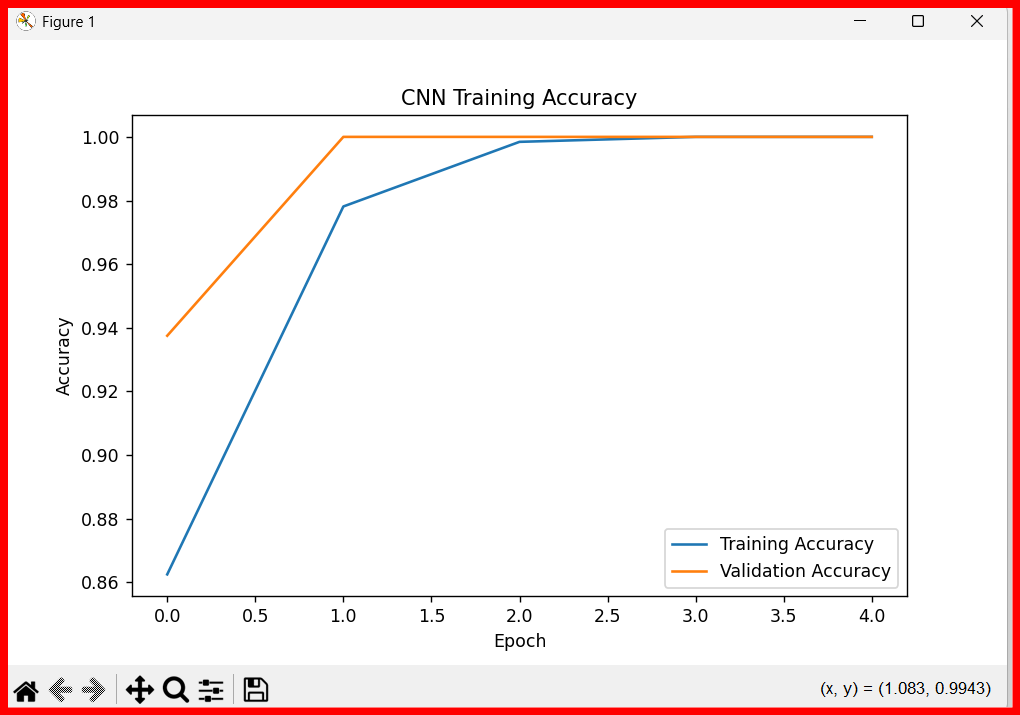 Figure 1
CNN Training Accuracy
1.00
0.98
0.96
0.94
0.92
0.90
0.88
0.86
Accuracy
Training Accuracy
Validation Accuracy
0.0 0.5 1.0 1.5 2.0 2.5 3.0 3.5 4.0
Epoch
(x, y) = (1.083, 0.9943)